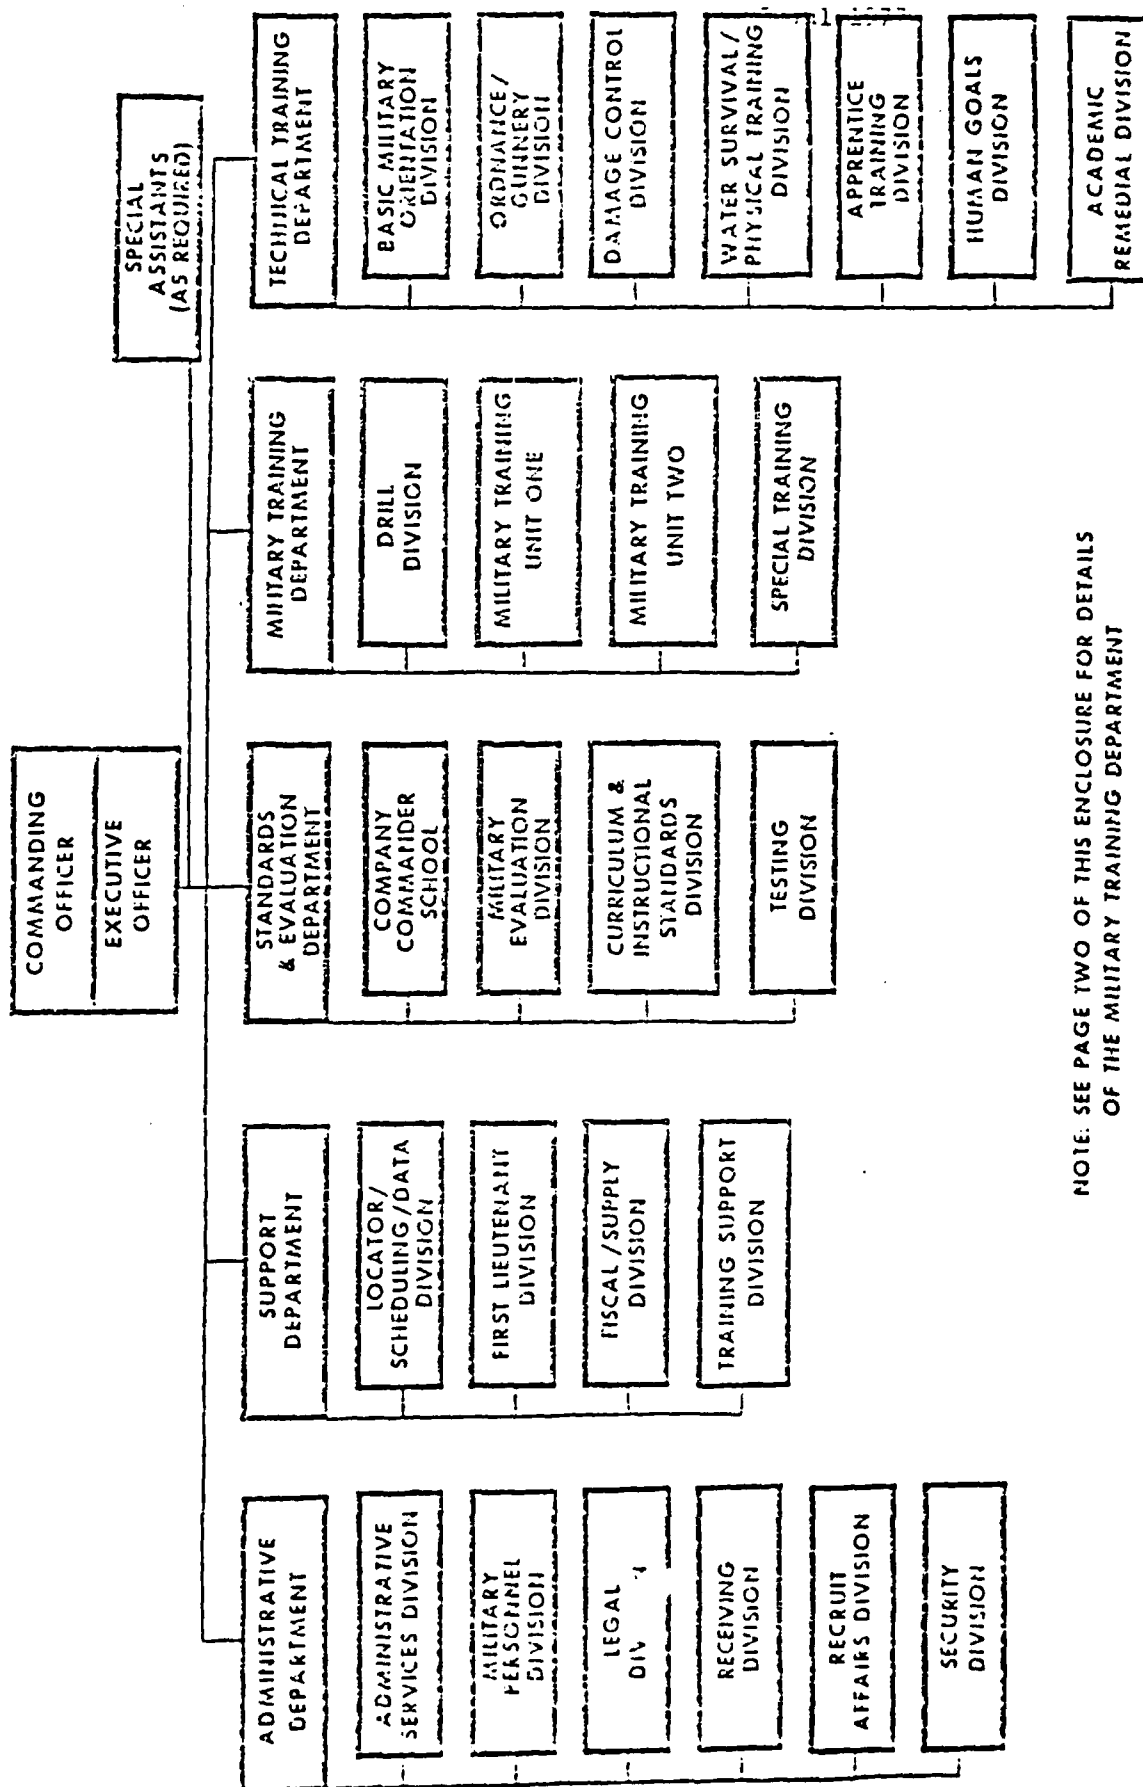 COMMANDING
OFFICER
EXECUTIVE
OFFICER
SPECIAL
ASSISTANTS
(AS REQUIRED)
ADMINISTRATIVE
DEPARTMENT
ADMINISTRATIVE
SERVICES DIVISION
MILITARY
PERSONNEL
DIVISION
LEGAL
RECEIVING
DIVISION
RECRUIT
AFFAIRS DIVISION
SECURITY
DIVISION
SUPPORT
DEPARTMENT
LOCATOR/
SCHEDULING/DATA
DIVISION
FIRST LIEUTENANT
DIVISION
FISCAL/SUPPLY
DIVISION
TRAINING SUPPORT
DIVISION
STANDARDS
& EVALUATION
DEPARTMENT
COMPANY
COMMANDER
SCHOOL
MILITARY
EVALUATION
DIVISION
CURRICULUM &
INSTRUCTIONAL
STANDARDS
DIVISION
TESTING
DIVISION
MILITARY TRAINING
DEPARTMENT
DRILL
DIVISION
MILITARY TRAINING
UNIT ONE
MILITARY TRAINING
UNIT TWO
SPECIAL TRAINING
DIVISION
TECHNICAL TRAINING
DEPARTMENT
BASIC MILITARY
ORIENTATION
DIVISION
ORDNANCE/
GUNNERY
DIVISION
DAMAGE CONTROL
DIVISION
WATER SURVIVAL/
PHYSICAL TRAINING
DIVISION
APPRENTICE
TRAINING
DIVISION
HUMAN GOALS
DIVISION
ACADEMIC
REMEDIAL DIVISION
NOTE: SEE PAGE TWO OF THIS ENCLOSURE FOR DETAILS
OF THE MILITARY TRAINING DEPARTMENT